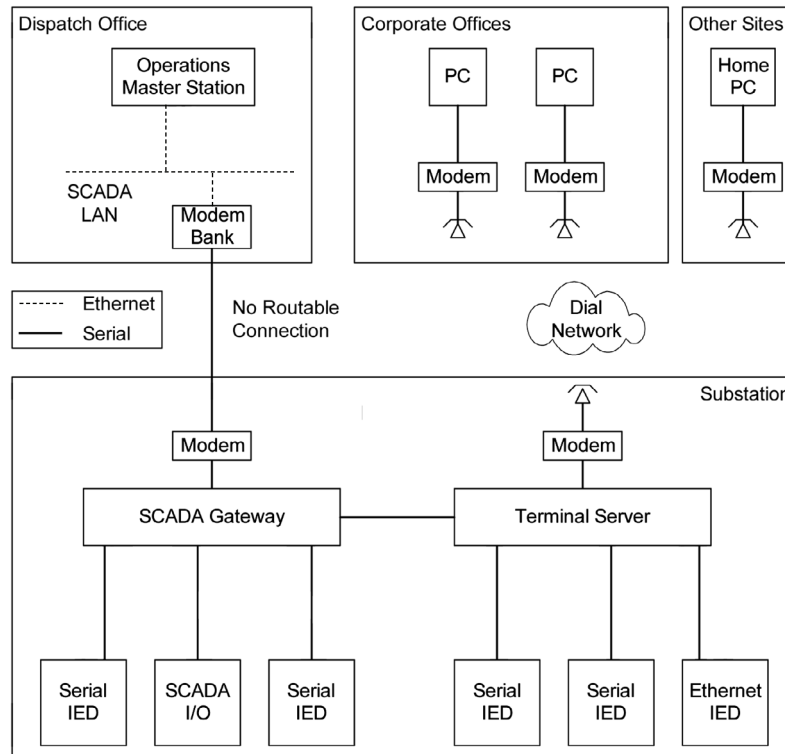 Dispatch Office
Operations
Master Station
SCADA
LAN
Modem
Bank
Corporate Offices
PC
PC
Modem
Modem
Other Sites
Home
PC
Modem
Ethernet
Serial
No Routable
Connection
Dial
Network
Substation
Modem
Modem
SCADA Gateway
Terminal Server
Serial
IED
SCADA
I/O
Serial
IED
Serial
IED
Serial
IED
Ethernet
IED